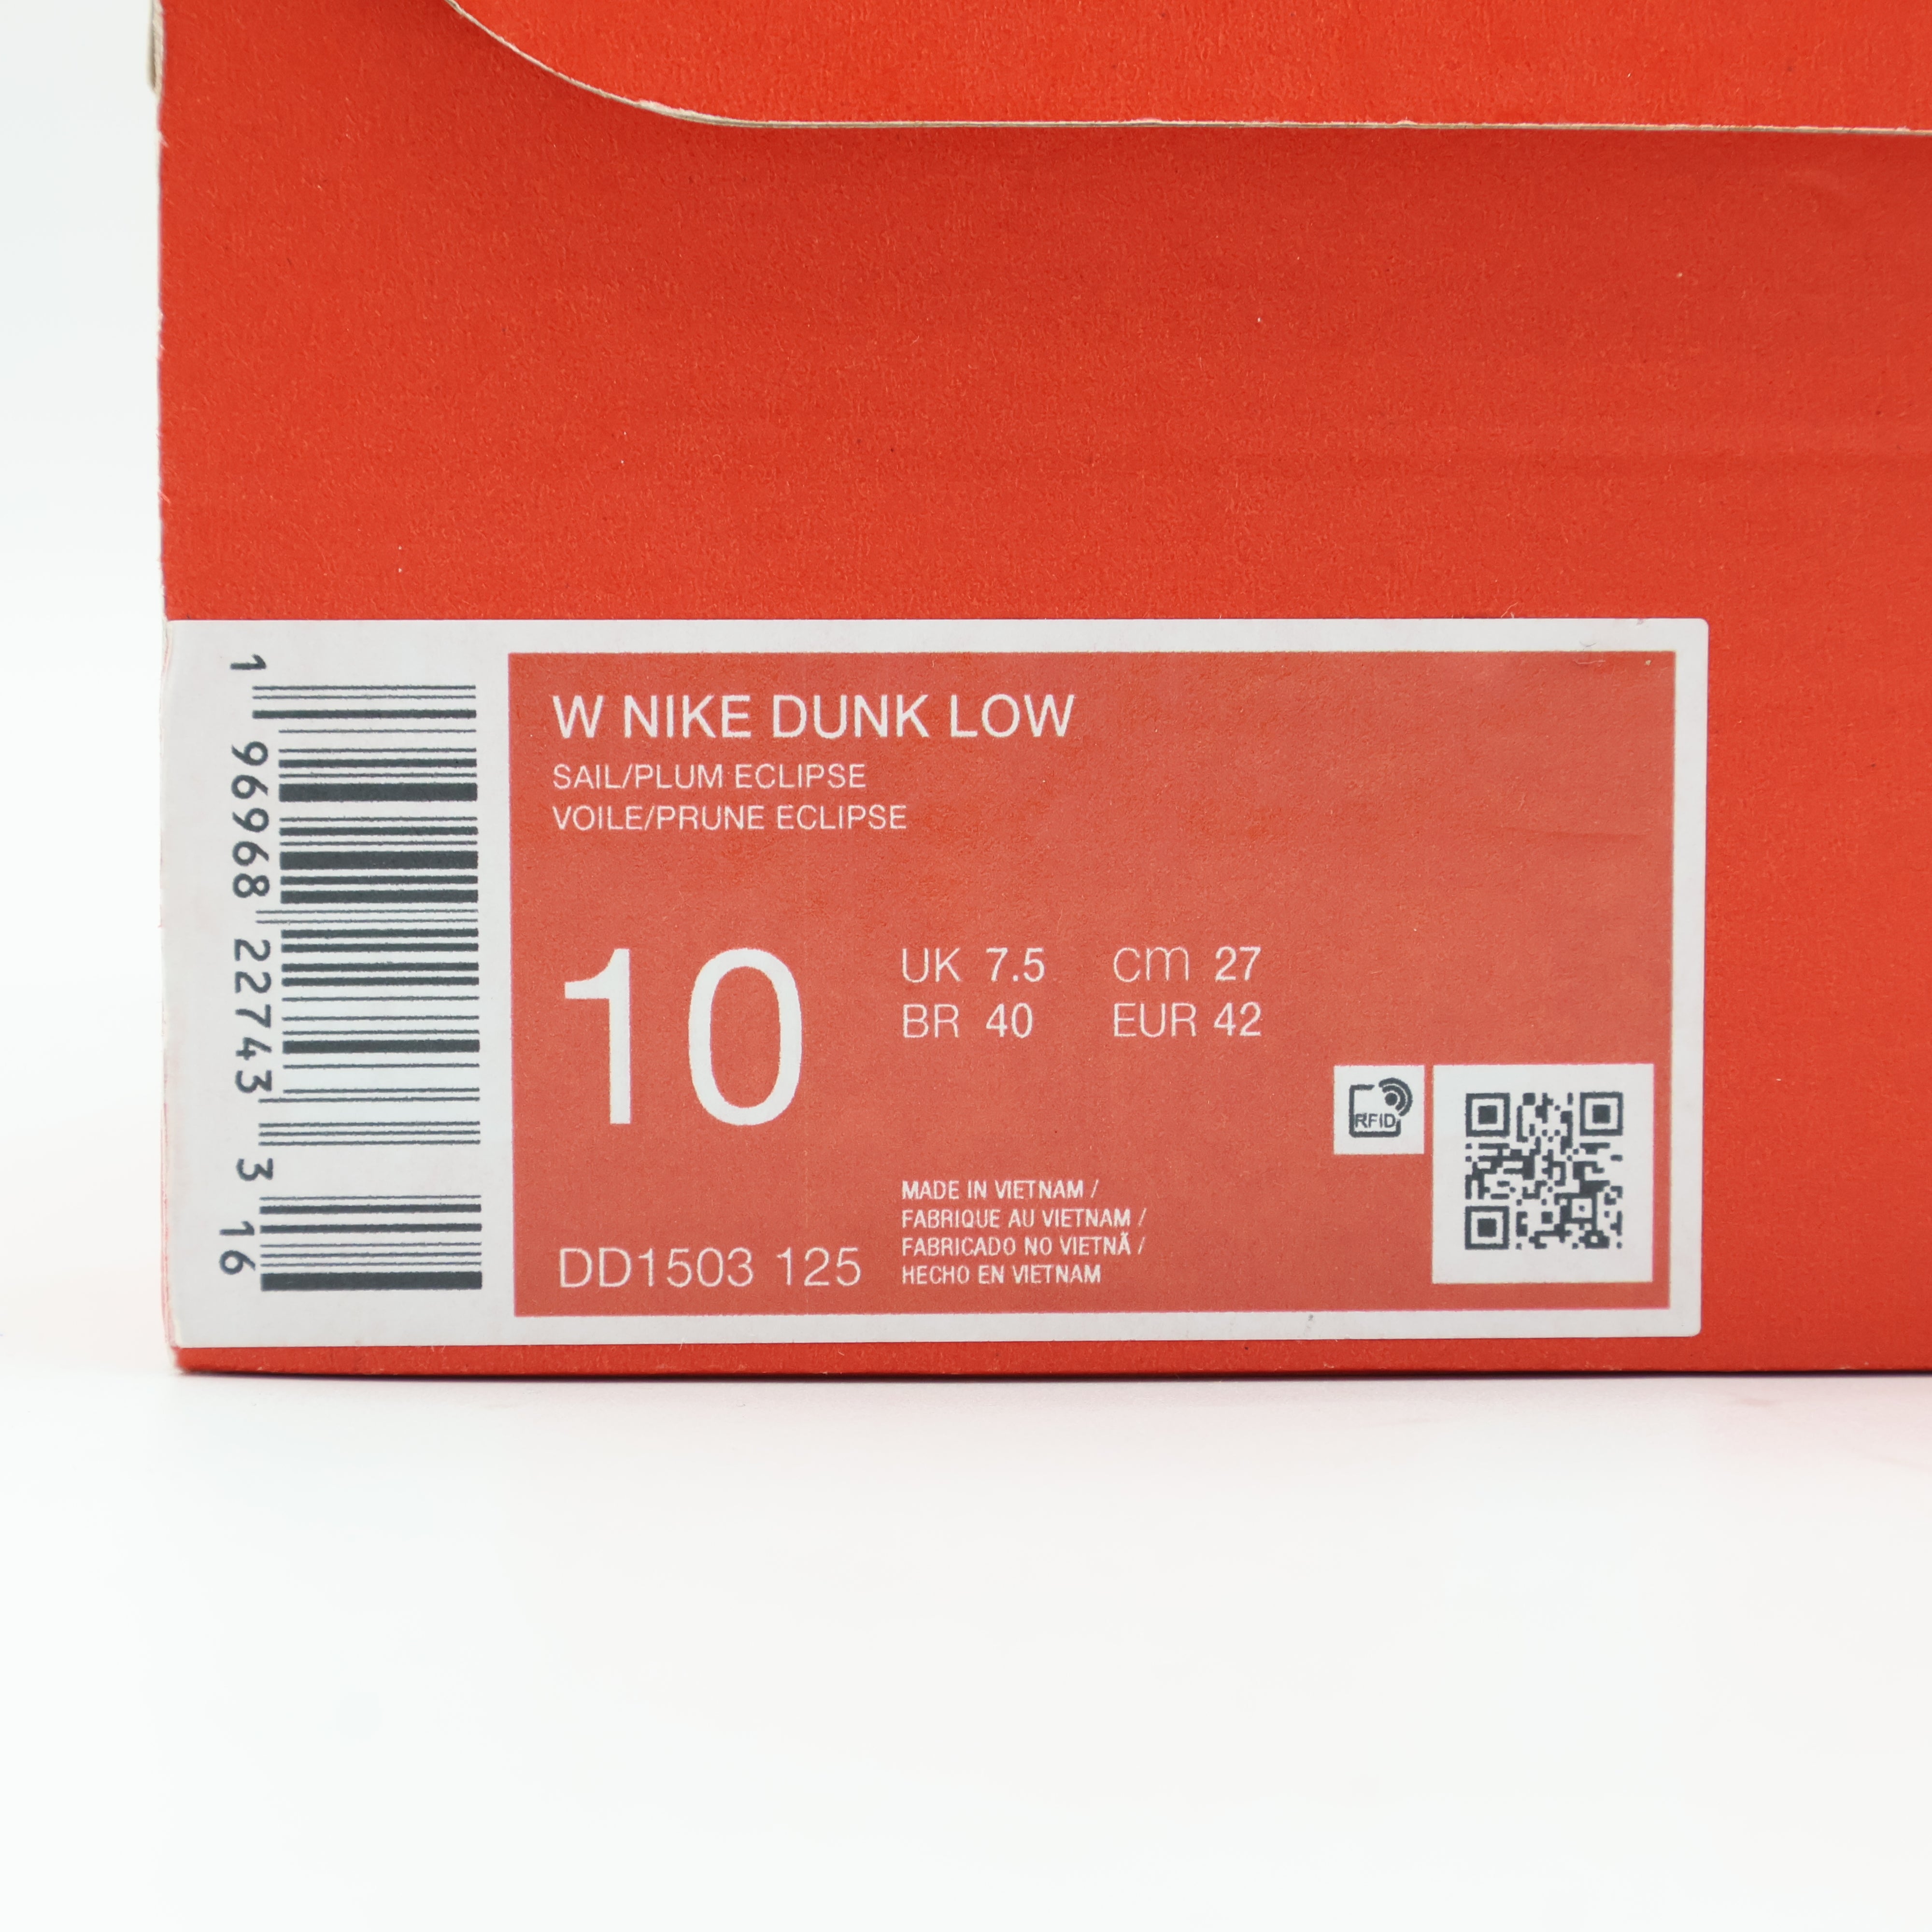 W NIKE DUNK LOW
SAIL/PLUM ECLIPSE
VOILE/PRUNE ECLIPSE
10
UK 7.5 cm 27
BR 40 EUR 42
RFID
MADE IN VIETNAM /
FABRIQUE AU VIETNAM /
FABRICADO NO VIETNÃ /
HECHO EN VIETNAM
DD1503 125
1 96968 22743 3 16